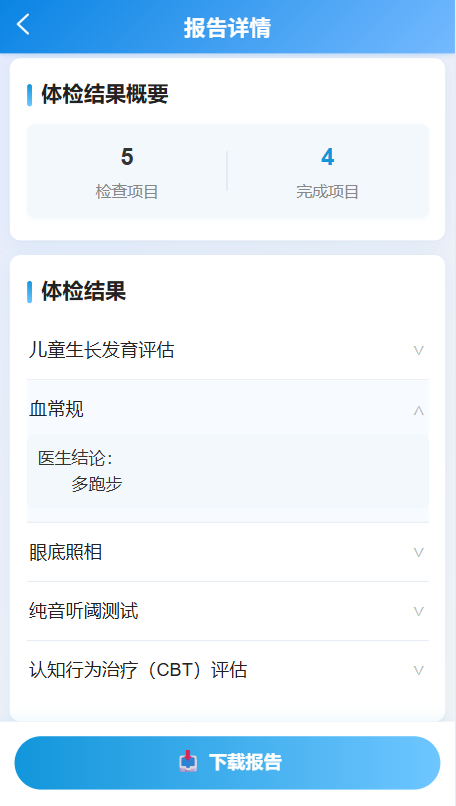 报告详情
体检结果概要
5
4
检查项目
完成项目
体检结果
儿童生长发育评估
血常规
医生结论：
多跑步
眼底照相
纯音听阈测试
认知行为治疗（CBT）评估
下载报告